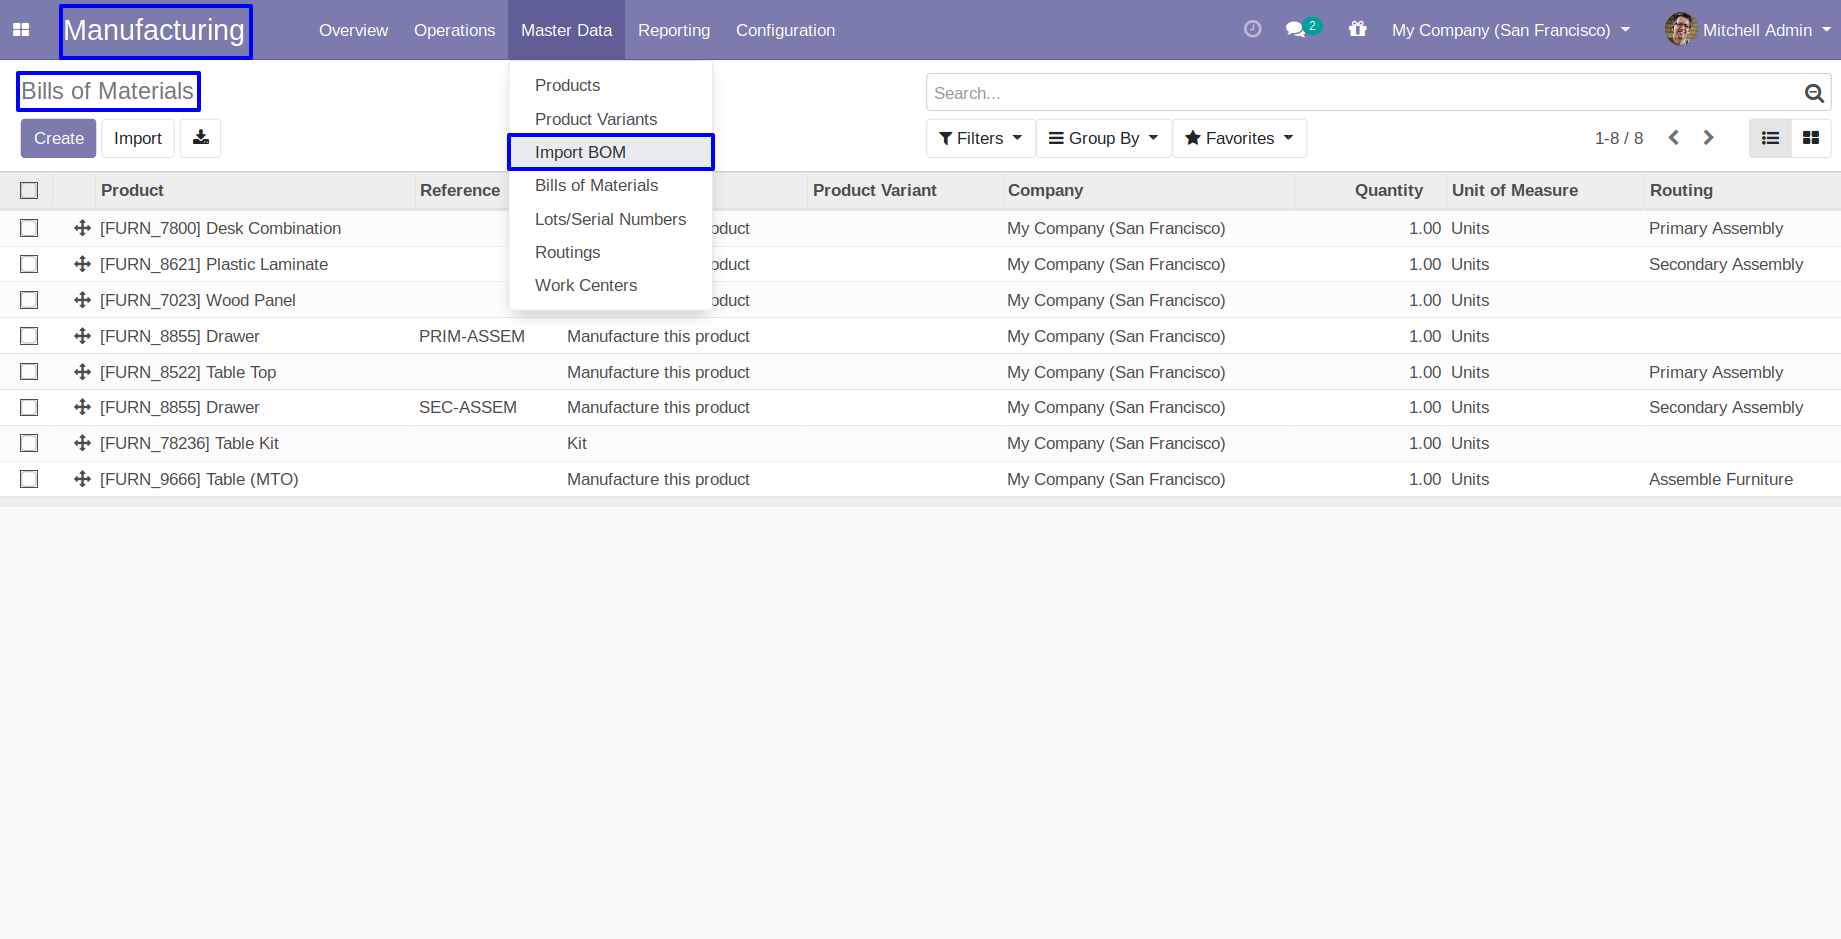 Manufacturing Overview Operations Master Data Reporting Configuration 2 My Company (San Francisco) Mitchell Admin
Bills of Materials
Search...
Create Import
Filters Group By Favorites 1-8 / 8
Products
Product Variants
Import BOM
Bills of Materials
Lots/Serial Numbers
Routings
Work Centers
Product Reference Product Variant Company Quantity Unit of Measure Routing
[FURN_7800] Desk Combination oduct My Company (San Francisco) 1.00 Units Primary Assembly
[FURN_8621] Plastic Laminate oduct My Company (San Francisco) 1.00 Units Secondary Assembly
[FURN_7023] Wood Panel oduct My Company (San Francisco) 1.00 Units
[FURN_8855] Drawer PRIM-ASSEM Manufacture this product My Company (San Francisco) 1.00 Units
[FURN_8522] Table Top Manufacture this product My Company (San Francisco) 1.00 Units Primary Assembly
[FURN_8855] Drawer SEC-ASSEM Manufacture this product My Company (San Francisco) 1.00 Units Secondary Assembly
[FURN_78236] Table Kit Kit My Company (San Francisco) 1.00 Units
[FURN_9666] Table (MTO) Manufacture this product My Company (San Francisco) 1.00 Units Assemble Furniture